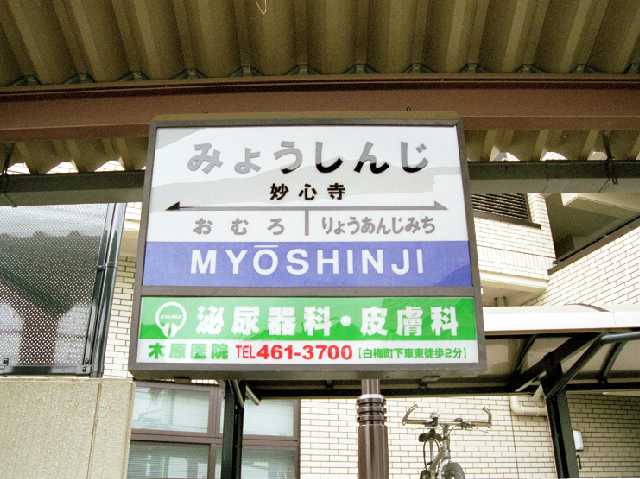 みょうしんじ
妙心寺
おむろ りょうあんじみち
MYŌSHINJI
泌尿器科・皮膚科
木原医院 TEL461-3700【白梅町下車東徒歩2分】